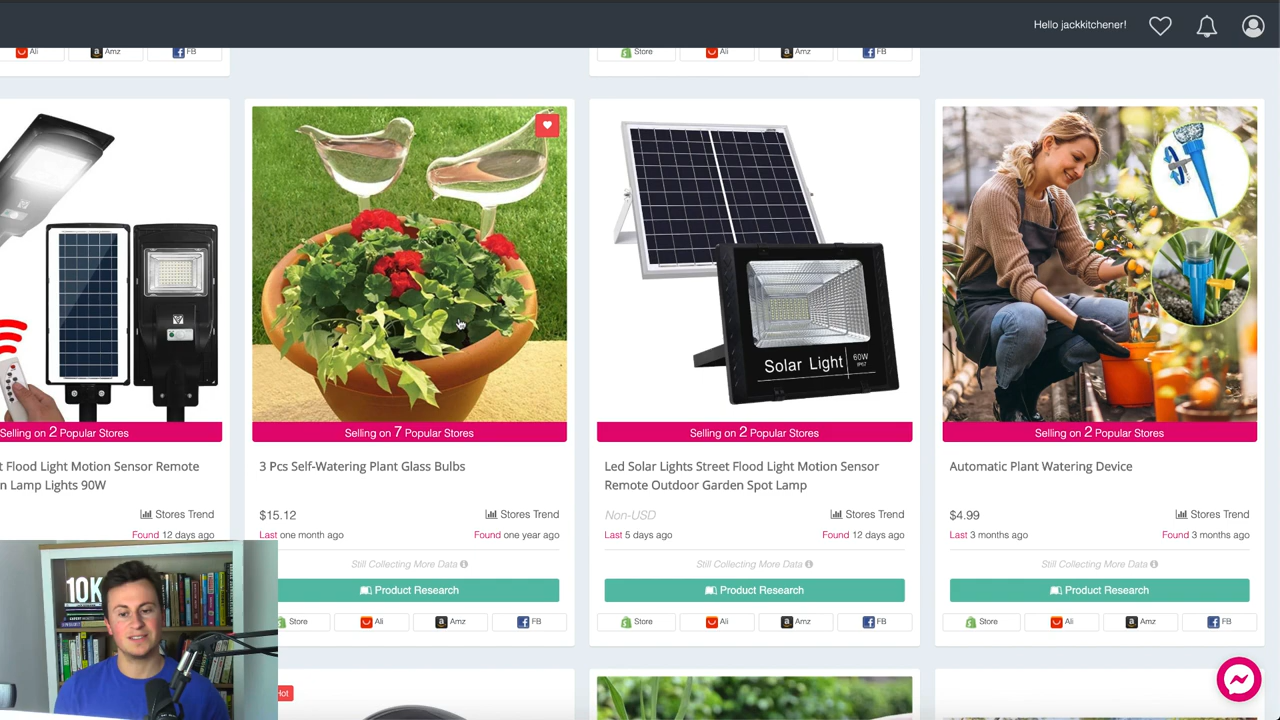 Hello jackkitchener!
Ali
Amz
FB
Store
Ali
Amz
FB
Solar Light 60W IP67
Selling on 2 Popular Stores
Selling on 7 Popular Stores
Selling on 2 Popular Stores
Selling on 2 Popular Stores
t Flood Light Motion Sensor Remote
n Lamp Lights 90W
Stores Trend
Found 12 days ago
3 Pcs Self-Watering Plant Glass Bulbs
$15.12
Stores Trend
Last one month ago
Found one year ago
Still Collecting More Data
Product Research
Store
Ali
Amz
FB
Led Solar Lights Street Flood Light Motion Sensor
Remote Outdoor Garden Spot Lamp
Non-USD
Stores Trend
Last 5 days ago
Found 12 days ago
Still Collecting More Data
Product Research
Store
Ali
Amz
FB
Automatic Plant Watering Device
$4.99
Stores Trend
Last 3 months ago
Found 3 months ago
Still Collecting More Data
Product Research
Store
Ali
Amz
FB
10K
Hot